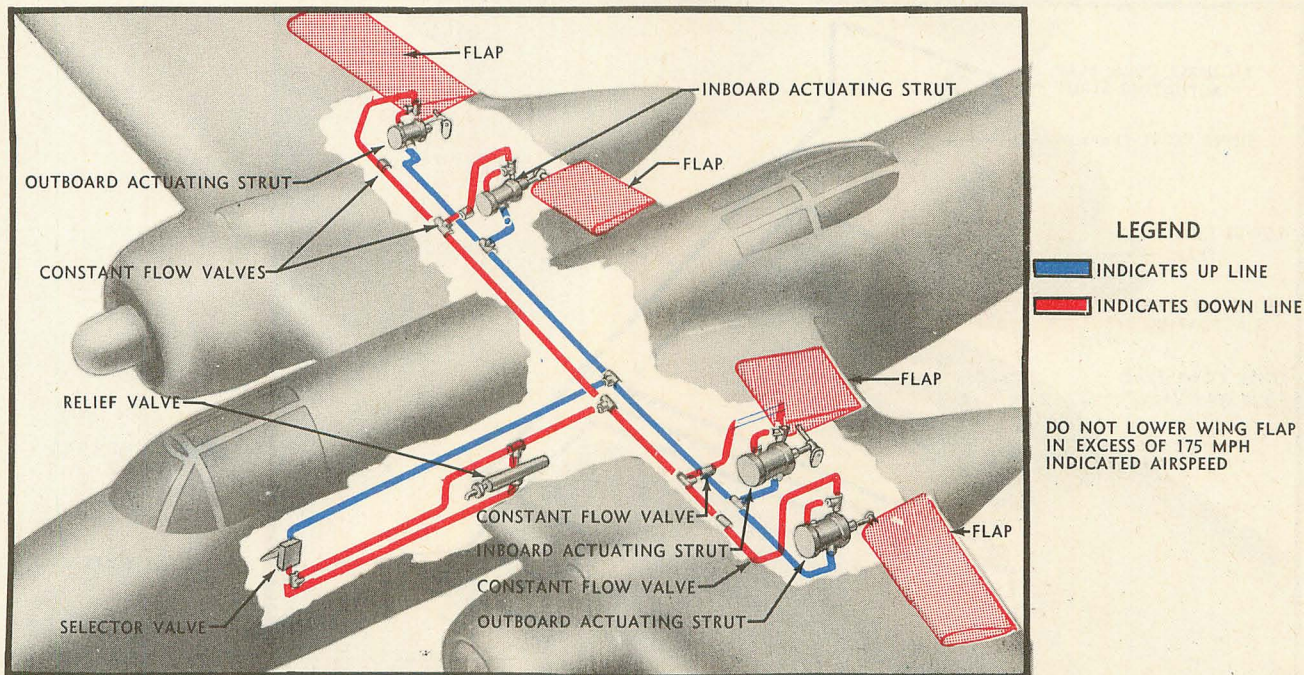 FLAP
INBOARD ACTUATING STRUT
FLAP
OUTBOARD ACTUATING STRUT
CONSTANT FLOW VALVES
RELIEF VALVE
SELECTOR VALVE
FLAP
CONSTANT FLOW VALVE
INBOARD ACTUATING STRUT
CONSTANT FLOW VALVE
OUTBOARD ACTUATING STRUT
FLAP
LEGEND
INDICATES UP LINE
INDICATES DOWN LINE
DO NOT LOWER WING FLAP
IN EXCESS OF 175 MPH
INDICATED AIRSPEED